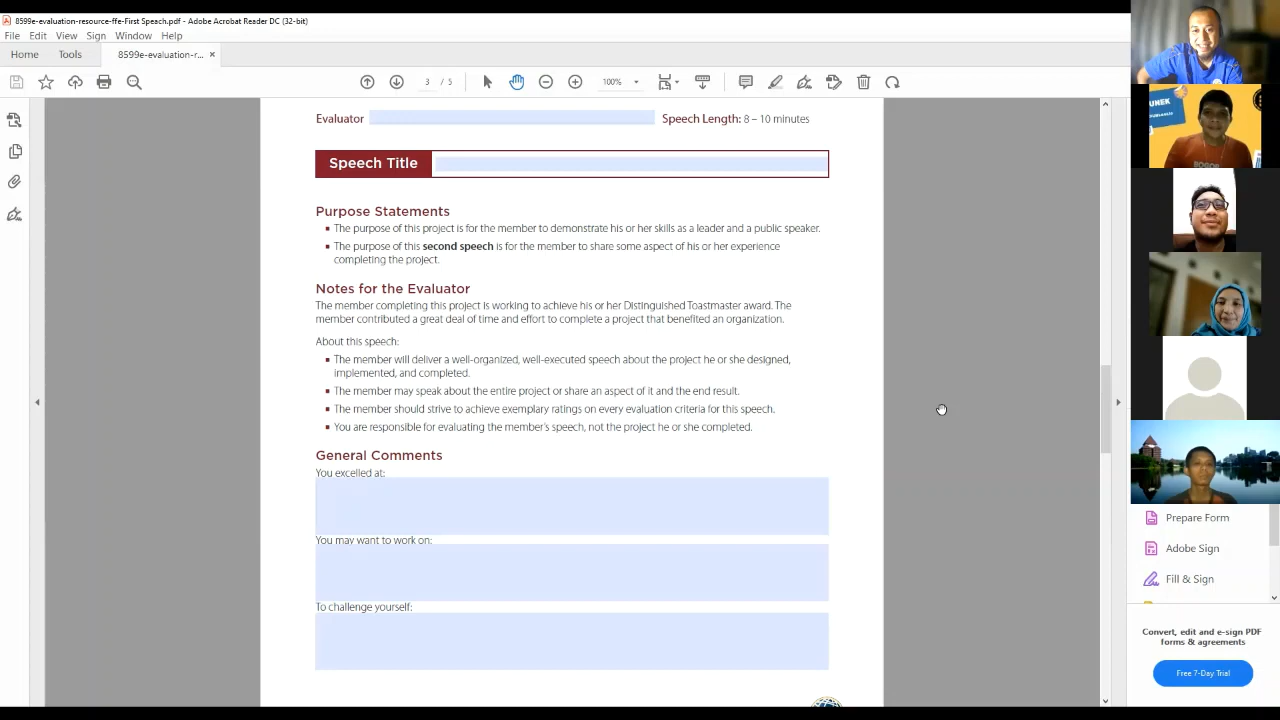 8599e-evaluation-resource-ffe-First Speach.pdf - Adobe Acrobat Reader DC (32-bit)
File Edit View Sign Window Help
Home Tools 8599e-evaluation-r... ×
3 / 5 100%
Evaluator Speech Length: 8 – 10 minutes
Speech Title
Purpose Statements
▪ The purpose of this project is for the member to demonstrate his or her skills as a leader and a public speaker.
▪ The purpose of this second speech is for the member to share some aspect of his or her experience
completing the project.
Notes for the Evaluator
The member completing this project is working to achieve his or her Distinguished Toastmaster award. The
member contributed a great deal of time and effort to complete a project that benefited an organization.
About this speech:
▪ The member will deliver a well-organized, well-executed speech about the project he or she designed,
implemented, and completed.
▪ The member may speak about the entire project or share an aspect of it and the end result.
▪ The member should strive to achieve exemplary ratings on every evaluation criteria for this speech.
▪ You are responsible for evaluating the member's speech, not the project he or she completed.
General Comments
You excelled at:
You may want to work on:
To challenge yourself:
BOGOR
Prepare Form
Adobe Sign
Fill & Sign
Convert, edit and e-sign PDF
forms & agreements
Free 7-Day Trial